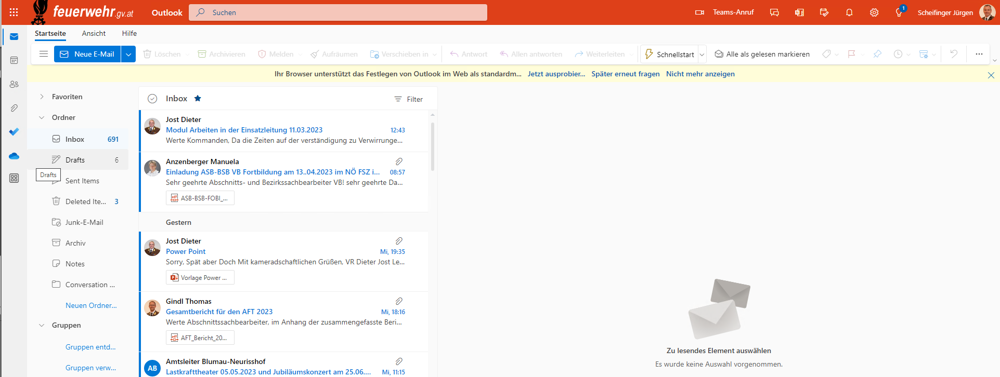 feuerwehr.gv.at
Outlook
Suchen
Teams-Anruf
1
Scheifinger Jürgen
Startseite
Ansicht
Hilfe
Neue E-Mail
Löschen
Archivieren
Melden
Aufräumen
Verschieben in
Antwort
Allen antworten
Weiterleiten
Schnellstart
Alle als gelesen markieren
Ihr Browser unterstützt das Festlegen von Outlook im Web als standardm...
Jetzt ausprobier...
Später erneut fragen
Nicht mehr anzeigen
Favoriten
Ordner
Inbox 691
Drafts 6
Drafts
Sent Items
Deleted Ite... 3
Junk-E-Mail
Archiv
Notes
Conversation ...
Neuen Ordner...
Gruppen
Gruppen entd...
Gruppen verw...
Inbox
Filter
Jost Dieter
Modul Arbeiten in der Einsatzleitung 11.03.2023 12:43
Werte Kommanden, Da die Zeiten auf der verständigung zu Verwirrunge...
Anzenberger Manuela
Einladung ASB-BSB VB Fortbildung am 13..04.2023 im NÖ FSZ i... 08:57
Sehr geehrte Abschnitts- und Bezirkssachbearbeiter VB! sehr geehrte Da...
ASB-BSB-FOBI_...
Gestern
Jost Dieter
Power Point Mi, 19:35
Sorry, Spät aber Doch Mit kameradschaftlichen Grüßen, VR Dieter Jost Le...
Vorlage Power ...
Gindl Thomas
Gesamtbericht für den AFT 2023 Mi, 18:16
Werte Abschnittssachbearbeiter, im Anhang der zusammengefasste Beri...
AFT_Bericht_20...
AB
Amtsleiter Blumau-Neurisshof
Lastkrafttheater 05.05.2023 und Jubiläumskonzert am 25.06.... Mi, 11:15
Zu lesendes Element auswählen
Es wurde keine Auswahl vorgenommen.